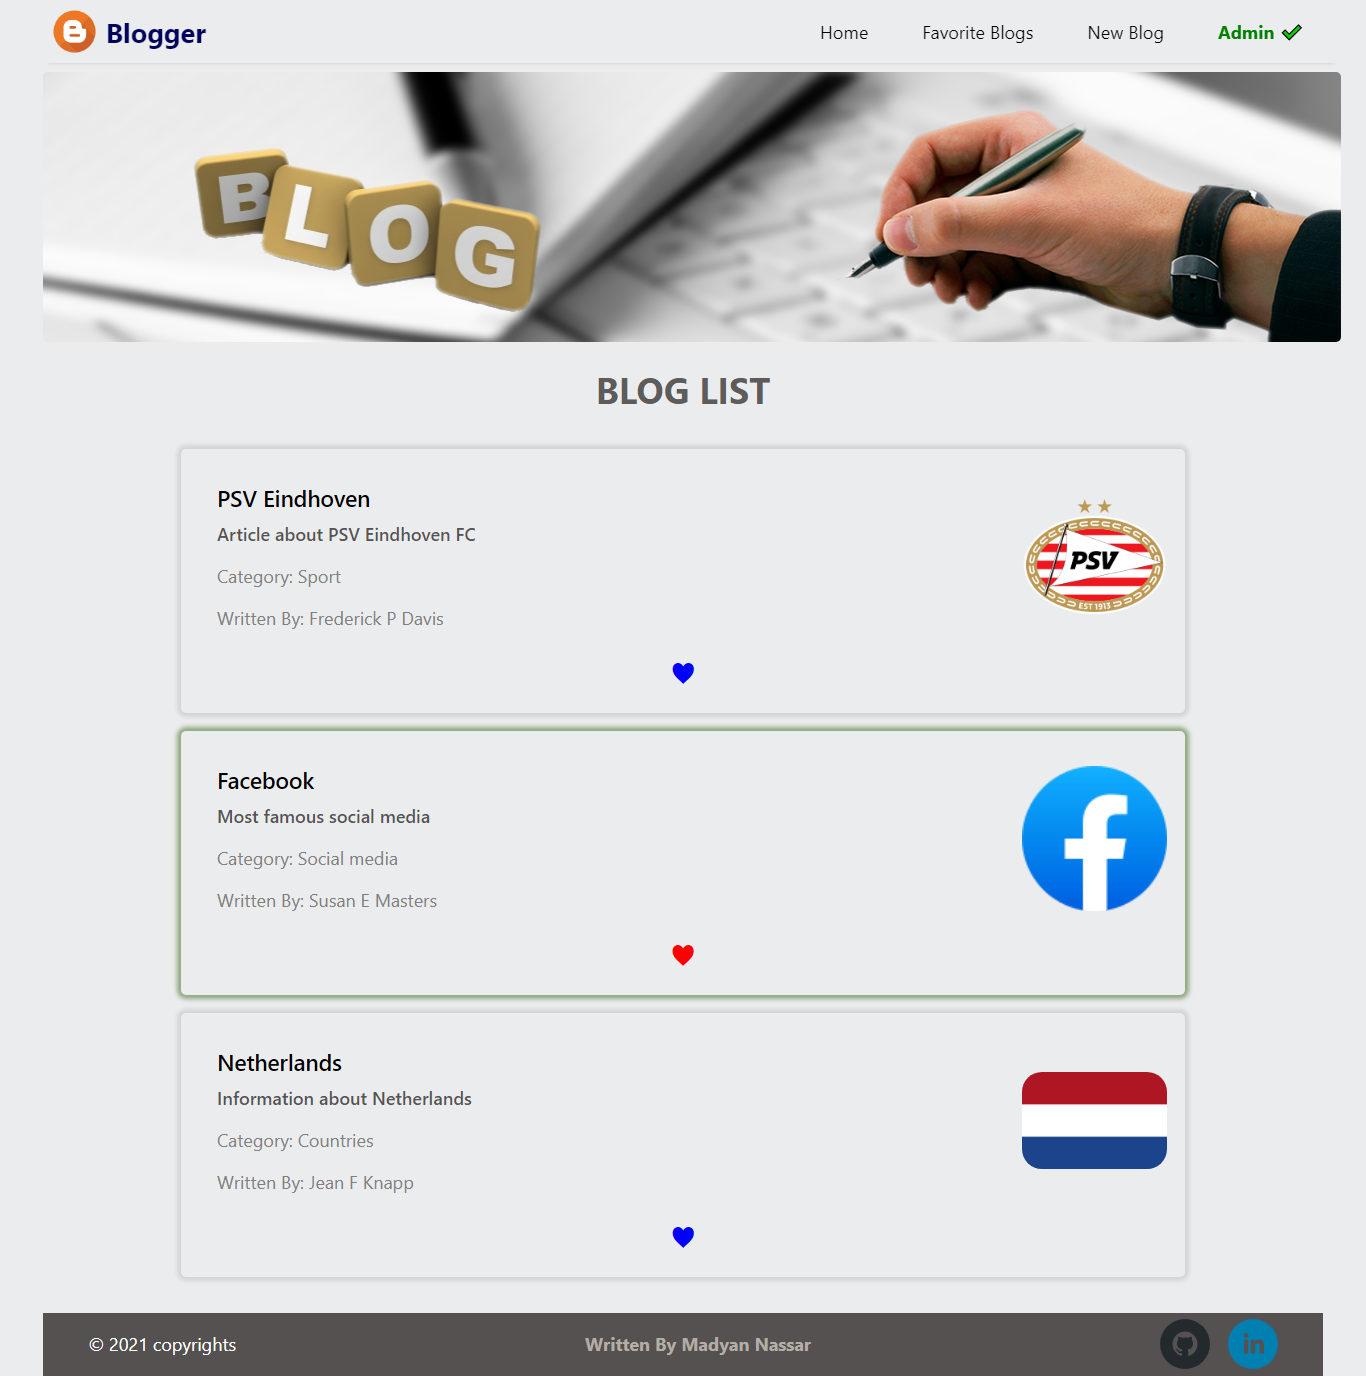 Blogger
Home Favorite Blogs New Blog Admin
BLOG
BLOG LIST
PSV Eindhoven
Article about PSV Eindhoven FC
Category: Sport
Written By: Frederick P Davis
PSV
EST 1913
Facebook
Most famous social media
Category: Social media
Written By: Susan E Masters
f
Netherlands
Information about Netherlands
Category: Countries
Written By: Jean F Knapp
© 2021 copyrights Written By Madyan Nassar in